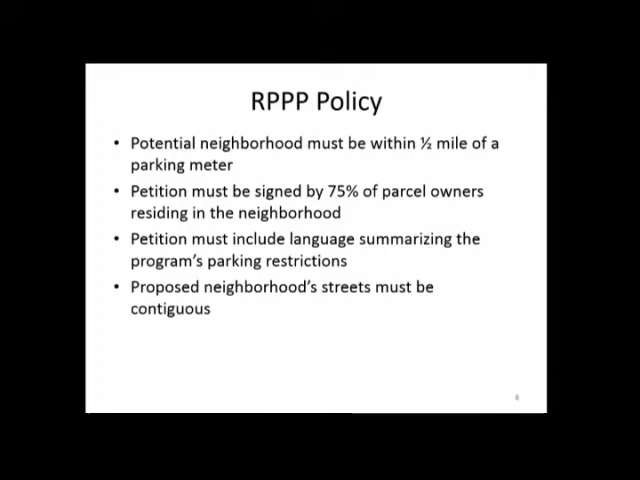 RPPP Policy
• Potential neighborhood must be within ½ mile of a
parking meter
• Petition must be signed by 75% of parcel owners
residing in the neighborhood
• Petition must include language summarizing the
program's parking restrictions
• Proposed neighborhood's streets must be
contiguous
6